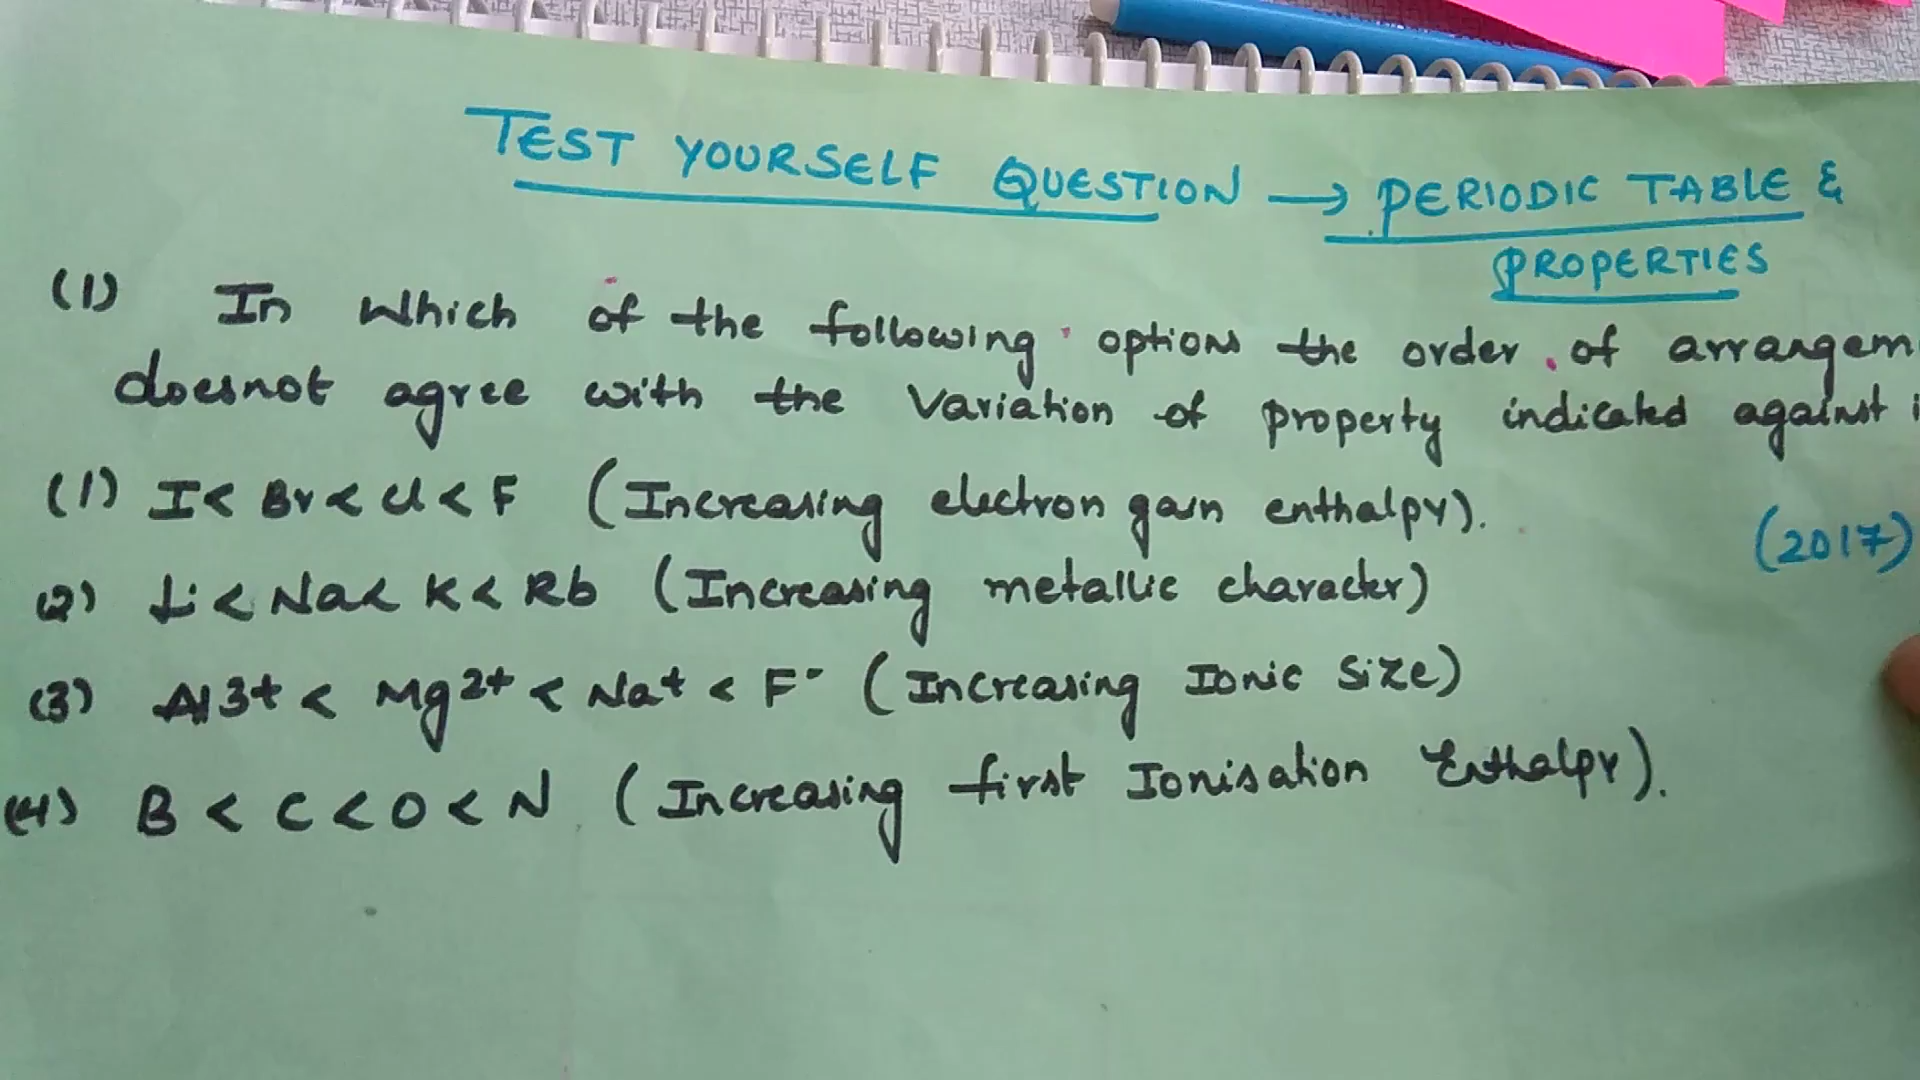 TEST YOURSELF QUESTION → PERIODIC TABLE &
PROPERTIES
(1) In Which of the following options the order of arrangem
doesnot agree with the Variation of property indicated against
(1) I < Br < Cl < F (Increasing electron gain enthalpy).
(2017)
(2) Li < Na < K < Rb (Increasing metallic character)
(3) Al3+ < Mg2+ < Na+ < F- (Increasing Ionic Size)
(4) B < C < O < N (Increasing first Ionisation Enthalpy).